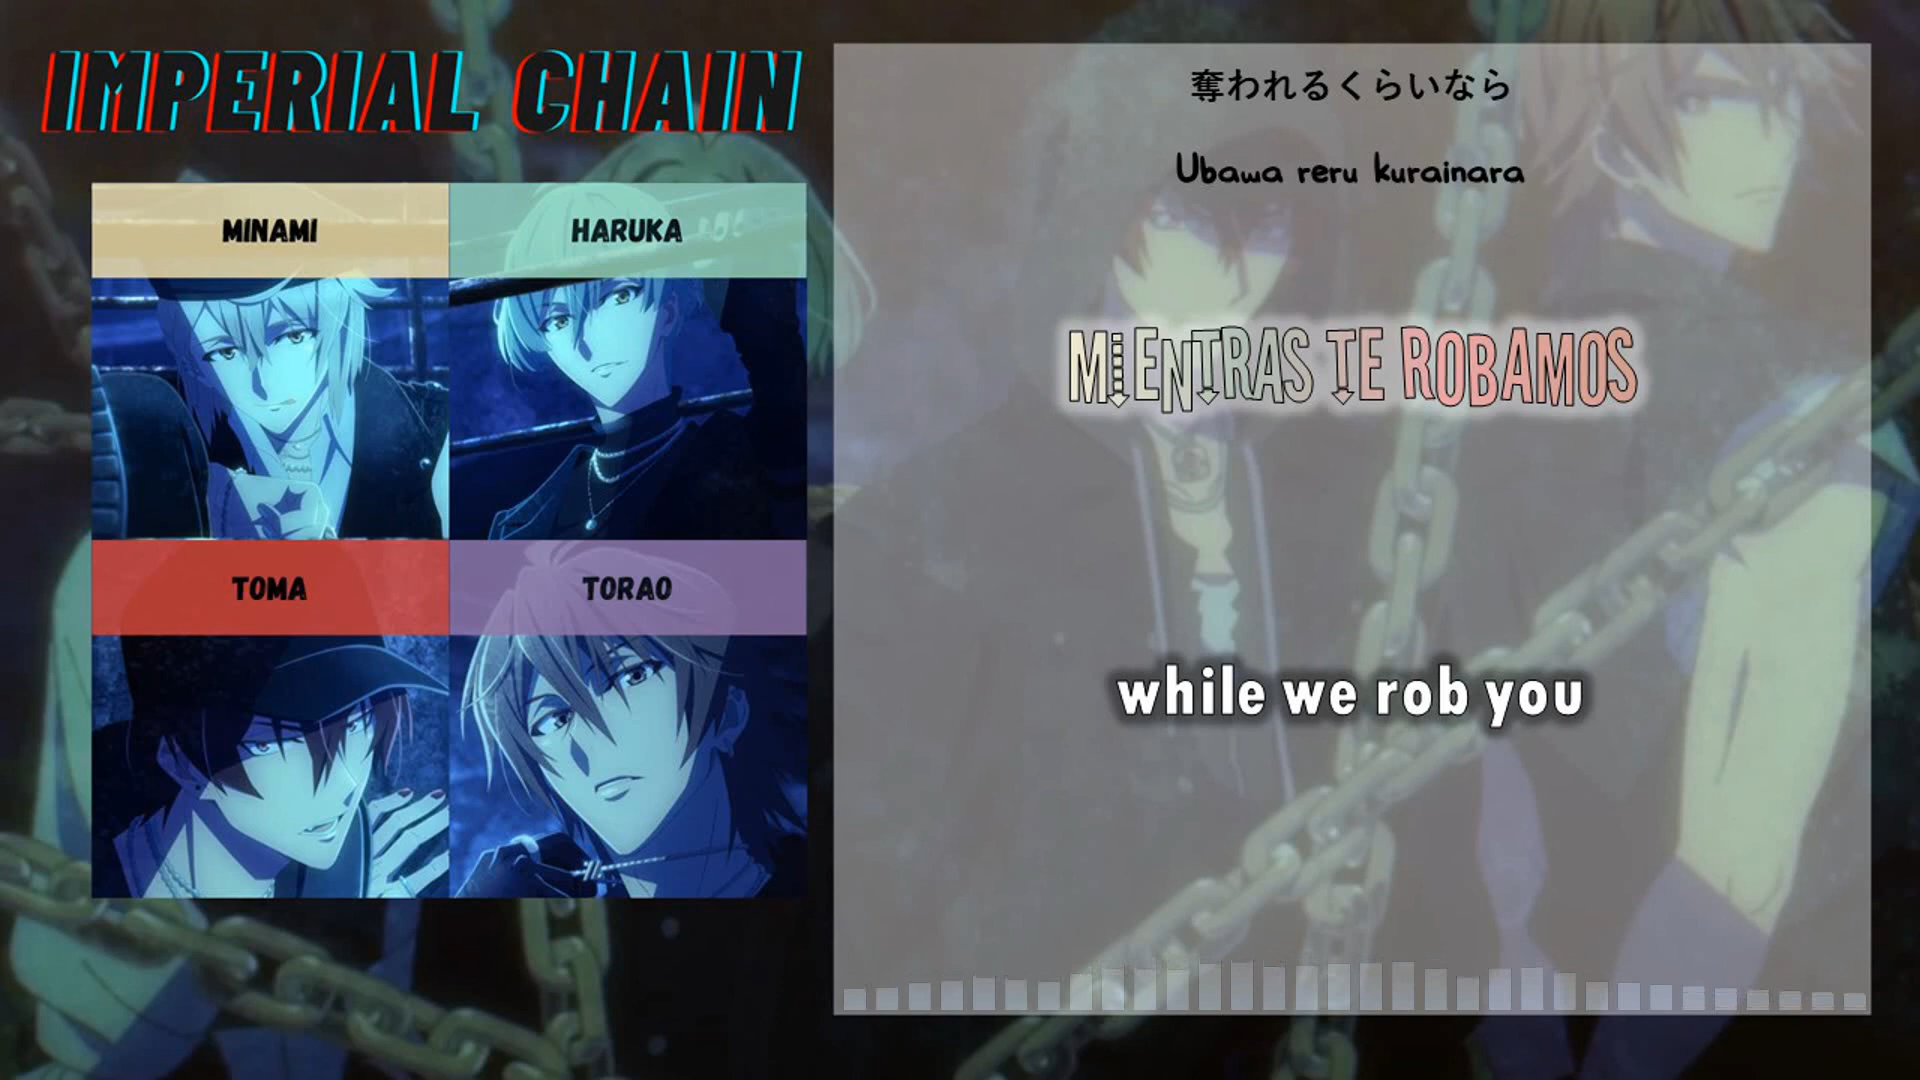 IMPERIAL CHAIN
MINAMI
HARUKA
TOMA
TORAO
奪われるくらいなら
Ubawa reru kurainara
MiENTRAS TE ROBAMOS
while we rob you